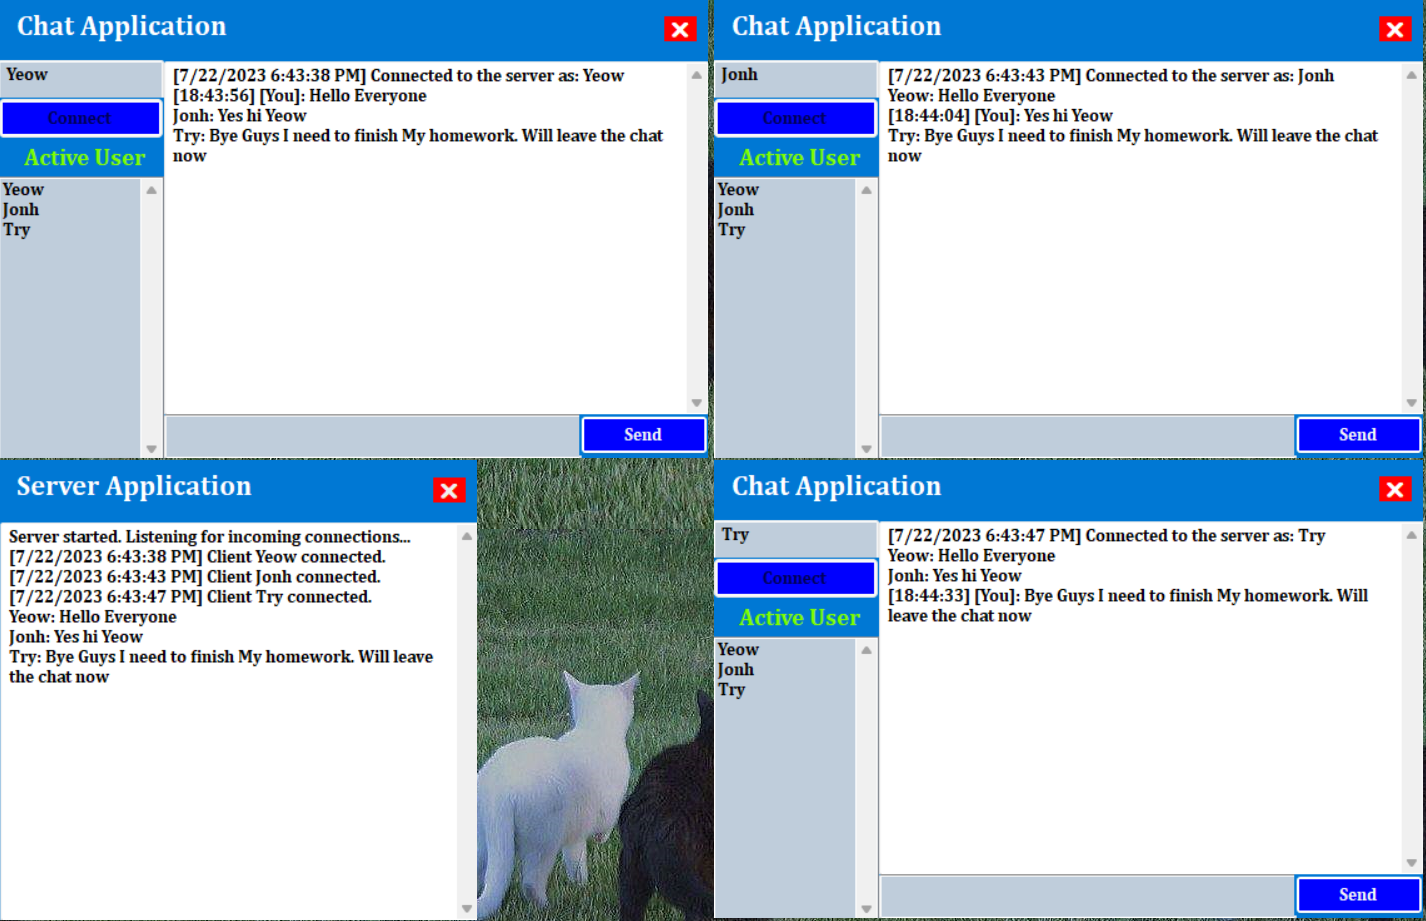 Chat Application
Yeow
Connect
Active User
Yeow
Jonh
Try
[7/22/2023 6:43:38 PM] Connected to the server as: Yeow
[18:43:56] [You]: Hello Everyone
Jonh: Yes hi Yeow
Try: Bye Guys I need to finish My homework. Will leave the chat
now
Send
Chat Application
Jonh
Connect
Active User
Yeow
Jonh
Try
[7/22/2023 6:43:43 PM] Connected to the server as: Jonh
Yeow: Hello Everyone
[18:44:04] [You]: Yes hi Yeow
Try: Bye Guys I need to finish My homework. Will leave the chat
now
Send
Server Application
Server started. Listening for incoming connections...
[7/22/2023 6:43:38 PM] Client Yeow connected.
[7/22/2023 6:43:43 PM] Client Jonh connected.
[7/22/2023 6:43:47 PM] Client Try connected.
Yeow: Hello Everyone
Jonh: Yes hi Yeow
Try: Bye Guys I need to finish My homework. Will leave
the chat now
Chat Application
Try
Connect
Active User
Yeow
Jonh
Try
[7/22/2023 6:43:47 PM] Connected to the server as: Try
Yeow: Hello Everyone
Jonh: Yes hi Yeow
[18:44:33] [You]: Bye Guys I need to finish My homework. Will
leave the chat now
Send